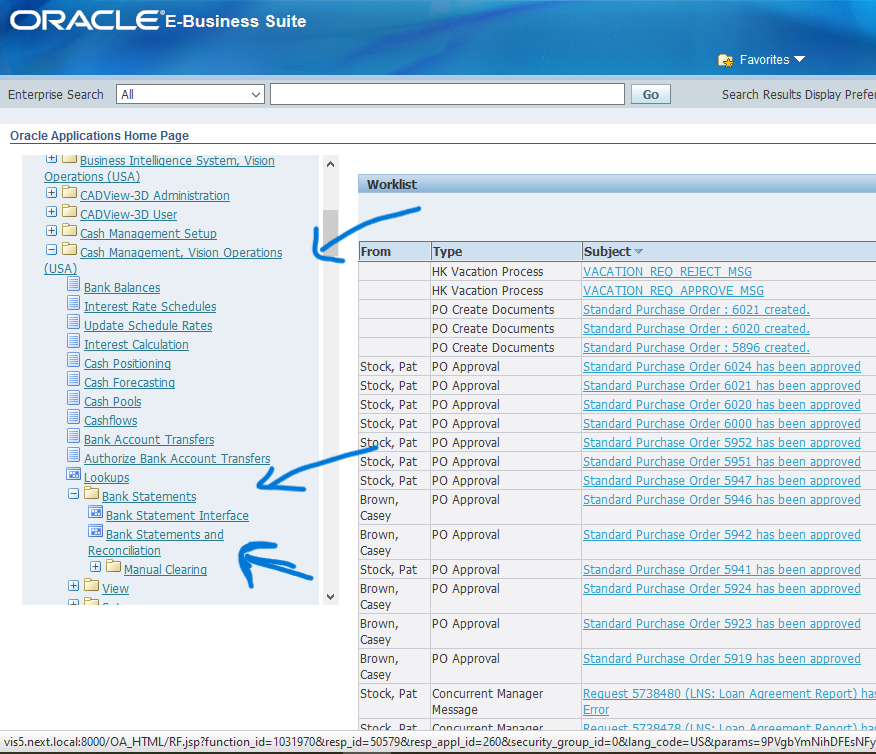 ORACLE® E-Business Suite
Favorites
Enterprise Search All Go Search Results Display Prefer
Oracle Applications Home Page
Business Intelligence System, Vision
Operations (USA)
CADView-3D Administration
CADView-3D User
Cash Management Setup
Cash Management, Vision Operations
(USA)
Bank Balances
Interest Rate Schedules
Update Schedule Rates
Interest Calculation
Cash Positioning
Cash Forecasting
Cash Pools
Cashflows
Bank Account Transfers
Authorize Bank Account Transfers
Lookups
Bank Statements
Bank Statement Interface
Bank Statements and
Reconciliation
Manual Clearing
View
Worklist
From Type Subject
HK Vacation Process VACATION_REQ_REJECT_MSG
HK Vacation Process VACATION_REQ_APPROVE_MSG
PO Create Documents Standard Purchase Order : 6021 created.
PO Create Documents Standard Purchase Order : 6020 created.
PO Create Documents Standard Purchase Order : 5896 created.
Stock, Pat PO Approval Standard Purchase Order 6024 has been approved
Stock, Pat PO Approval Standard Purchase Order 6021 has been approved
Stock, Pat PO Approval Standard Purchase Order 6020 has been approved
Stock, Pat PO Approval Standard Purchase Order 6000 has been approved
Stock, Pat PO Approval Standard Purchase Order 5952 has been approved
Stock, Pat PO Approval Standard Purchase Order 5951 has been approved
Stock, Pat PO Approval Standard Purchase Order 5947 has been approved
Brown, PO Approval Standard Purchase Order 5946 has been approved
Casey
Brown, PO Approval Standard Purchase Order 5942 has been approved
Casey
Stock, Pat PO Approval Standard Purchase Order 5941 has been approved
Brown, PO Approval Standard Purchase Order 5924 has been approved
Casey
Brown, PO Approval Standard Purchase Order 5923 has been approved
Casey
Brown, PO Approval Standard Purchase Order 5919 has been approved
Casey
Stock, Pat Concurrent Manager Request 5738480 (LNS: Loan Agreement Report) has
Message Error
Stock, Pat Concurrent Manager Request 5738478 (LNS: Loan Agreement Report) has
vis5.next.local:8000/OA_HTML/RF.jsp?function_id=1031970&resp_id=50579&resp_appl_id=260&security_group_id=0&lang_code=US&params=9PVgbYmNihDFEsNFy